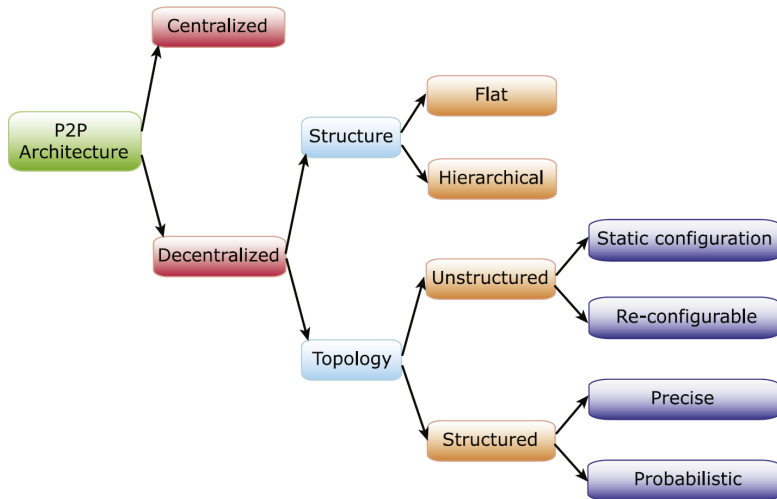 Centralized
P2P
Architecture
Decentralized
Structure
Flat
Hierarchical
Topology
Unstructured
Static configuration
Re-configurable
Structured
Precise
Probabilistic